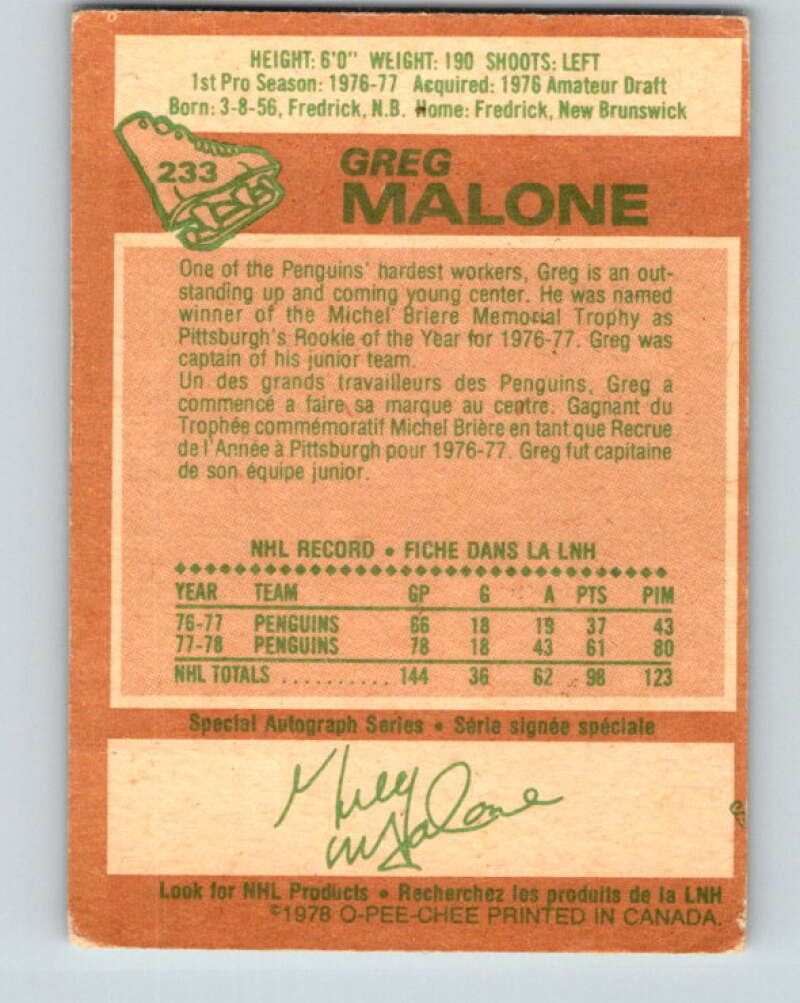 HEIGHT: 6'0" WEIGHT: 190 SHOOTS: LEFT
1st Pro Season: 1976-77 Acquired: 1976 Amateur Draft
Born: 3-8-56, Fredrick, N.B. Home: Fredrick, New Brunswick
233
GREG
MALONE
One of the Penguins' hardest workers, Greg is an out-
standing up and coming young center. He was named
winner of the Michel Briere Memorial Trophy as
Pittsburgh's Rookie of the Year for 1976-77. Greg was
captain of his junior team.
Un des grands travailleurs des Penguins, Greg a
commencé a faire sa marque au centre. Gagnant du
Trophée commémoratif Michel Brière en tant que Recrue
de l'Année à Pittsburgh pour 1976-77. Greg fut capitaine
de son équipe junior.
NHL RECORD • FICHE DANS LA LNH
YEAR TEAM GP G A PTS PIM
76-77 PENGUINS 66 18 19 37 43
77-78 PENGUINS 78 18 43 61 80
NHL TOTALS .......... 144 36 62 98 123
Special Autograph Series • Série signée spéciale
Greg
Malone
Look for NHL Products • Recherchez les produits de la LNH
©1978 O-PEE-CHEE PRINTED IN CANADA.